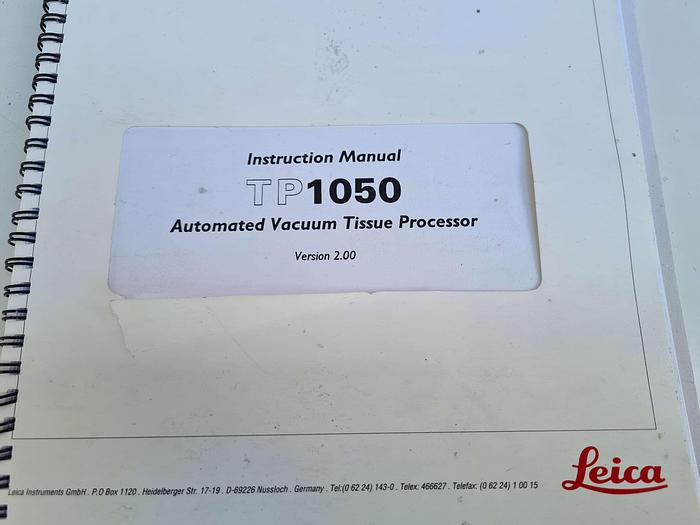 Instruction Manual
TP1050
Automated Vacuum Tissue Processor
Version 2.00
Leica Instruments GmbH . P.O Box 1120 . Heidelberger Str. 17-19 . D-69226 Nussloch . Germany . Tel:(0 62 24) 143-0 . Telex: 466627 . Telefax: (0 62 24) 1 00 15
Leica